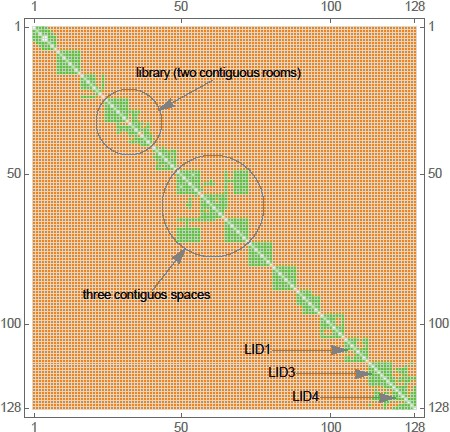 1 50 100 128
1 1
library (two contiguous rooms)
50 50
three contiguos spaces
100 100
LID1
LID3
LID4
128 128
1 50 100 128